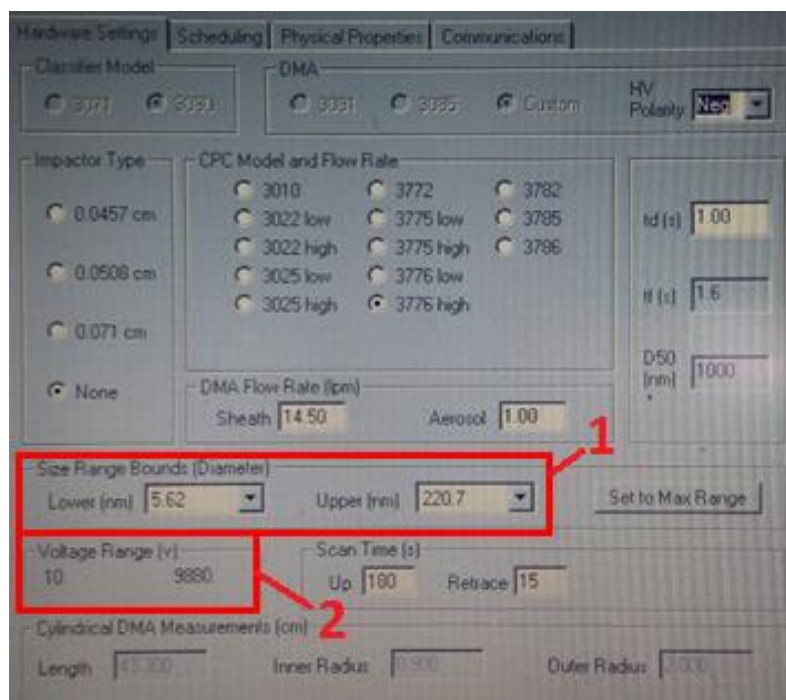 Hardware Settings Scheduling Physical Properties Communications
Classifier Model
DMA
3071 3080 3081 3085 Custom
HV
Polarity Neg
Impactor Type
0.0457 cm
0.0508 cm
0.071 cm
None
CPC Model and Flow Rate
3010 3772 3782
3022 low 3775 low 3785
3022 high 3775 high 3786
3025 low 3776 low
3025 high 3776 high
td (s) 1.00
tf (s) 1.6
D50
(nm) 1000
DMA Flow Rate (lpm)
Sheath 14.50 Aerosol 1.00
1
Size Range Bounds (Diameter)
Lower (nm) 5.62 Upper (nm) 220.7 Set to Max Range
Voltage Range (v)
10 9880
Scan Time (s)
Up 180 Retrace 15
2
Cylindrical DMA Measurements (cm)
Length Inner Radius Outer Radius